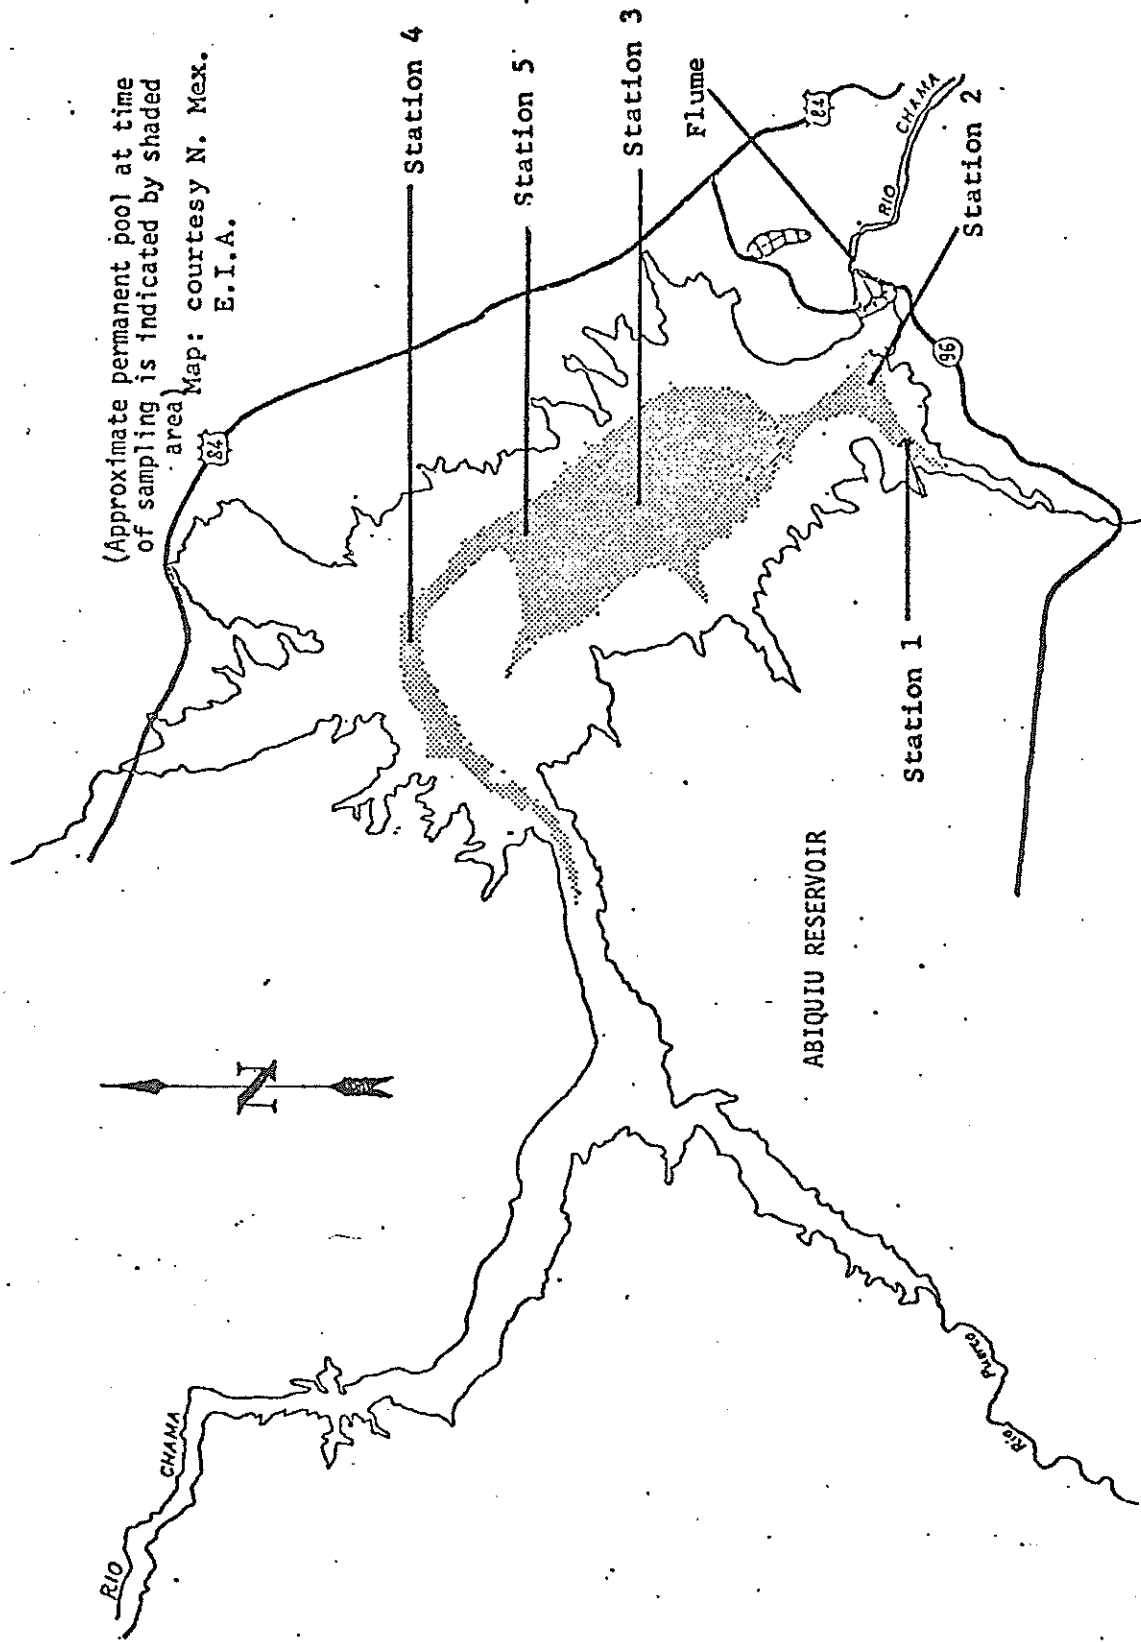 (Approximate permanent pool at time
of sampling is indicated by shaded
area)
Map: courtesy N. Mex.
E.I.A.
84
Station 4
Station 5
Station 3
Flume
84
RIO CHAMA
Station 2
96
Station 1
ABIQUIU RESERVOIR
N
RIO CHAMA
Rio Puerco